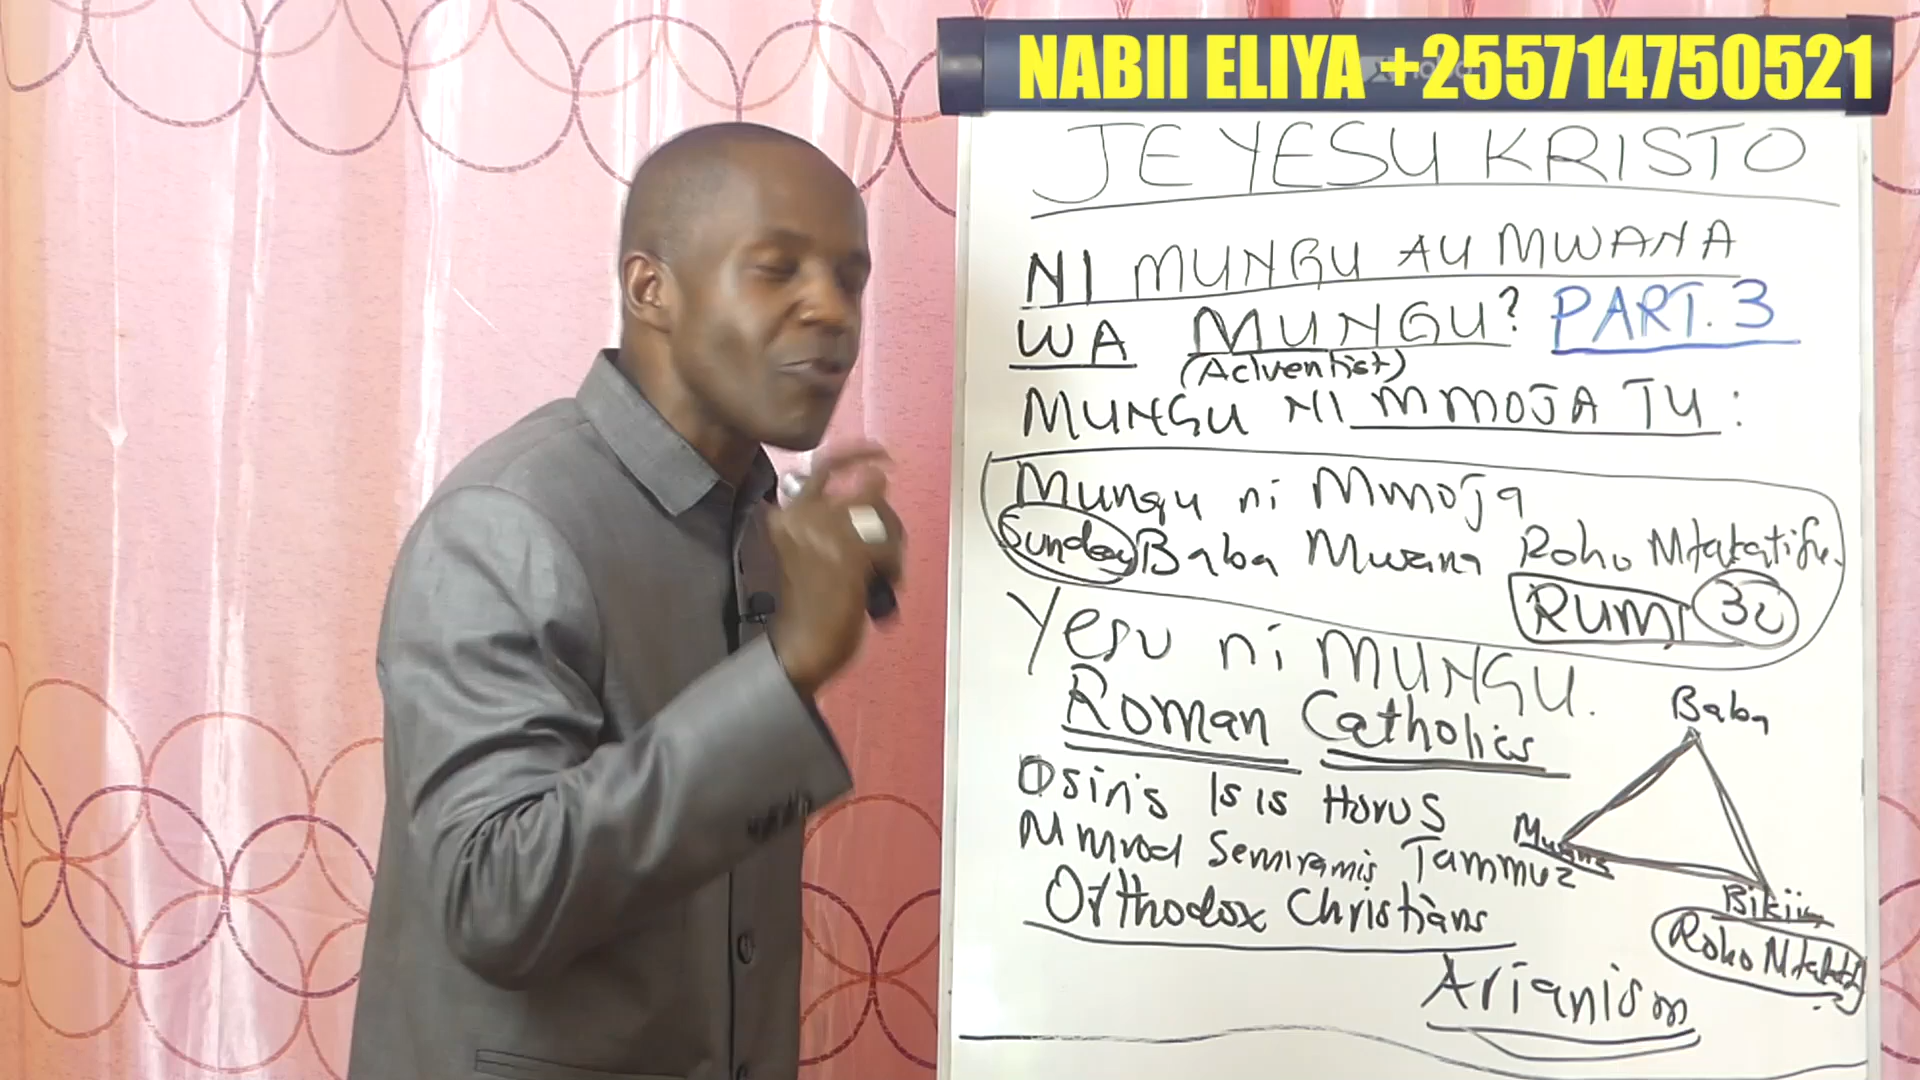 NABII ELIYA +255714750521
JE YESU KRISTO
NI MUNGU AU MWANA
WA MUNGU? PART. 3
(Adventist)
MUNGU NI MMOJA TU:
Mungu ni Mmoja
Sunday Baba Mwana Roho Mtakatifu.
RUMI
Yesu ni MUNGU.
Roman Catholics
Baba
Osiris Isis Horus
Mwana
Nimrod Semiramis Tammuz
Bikira
Orthodox Christians
Roho Mtakatif
Arianism